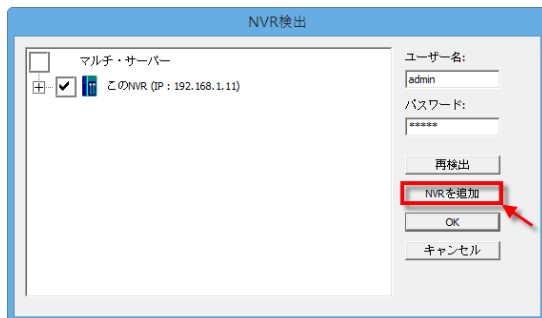 NVR検出
マルチ・サーバー
このNVR (IP : 192.168.1.11)
ユーザー名:
admin
パスワード:
*****
再検出
NVRを追加
OK
キャンセル